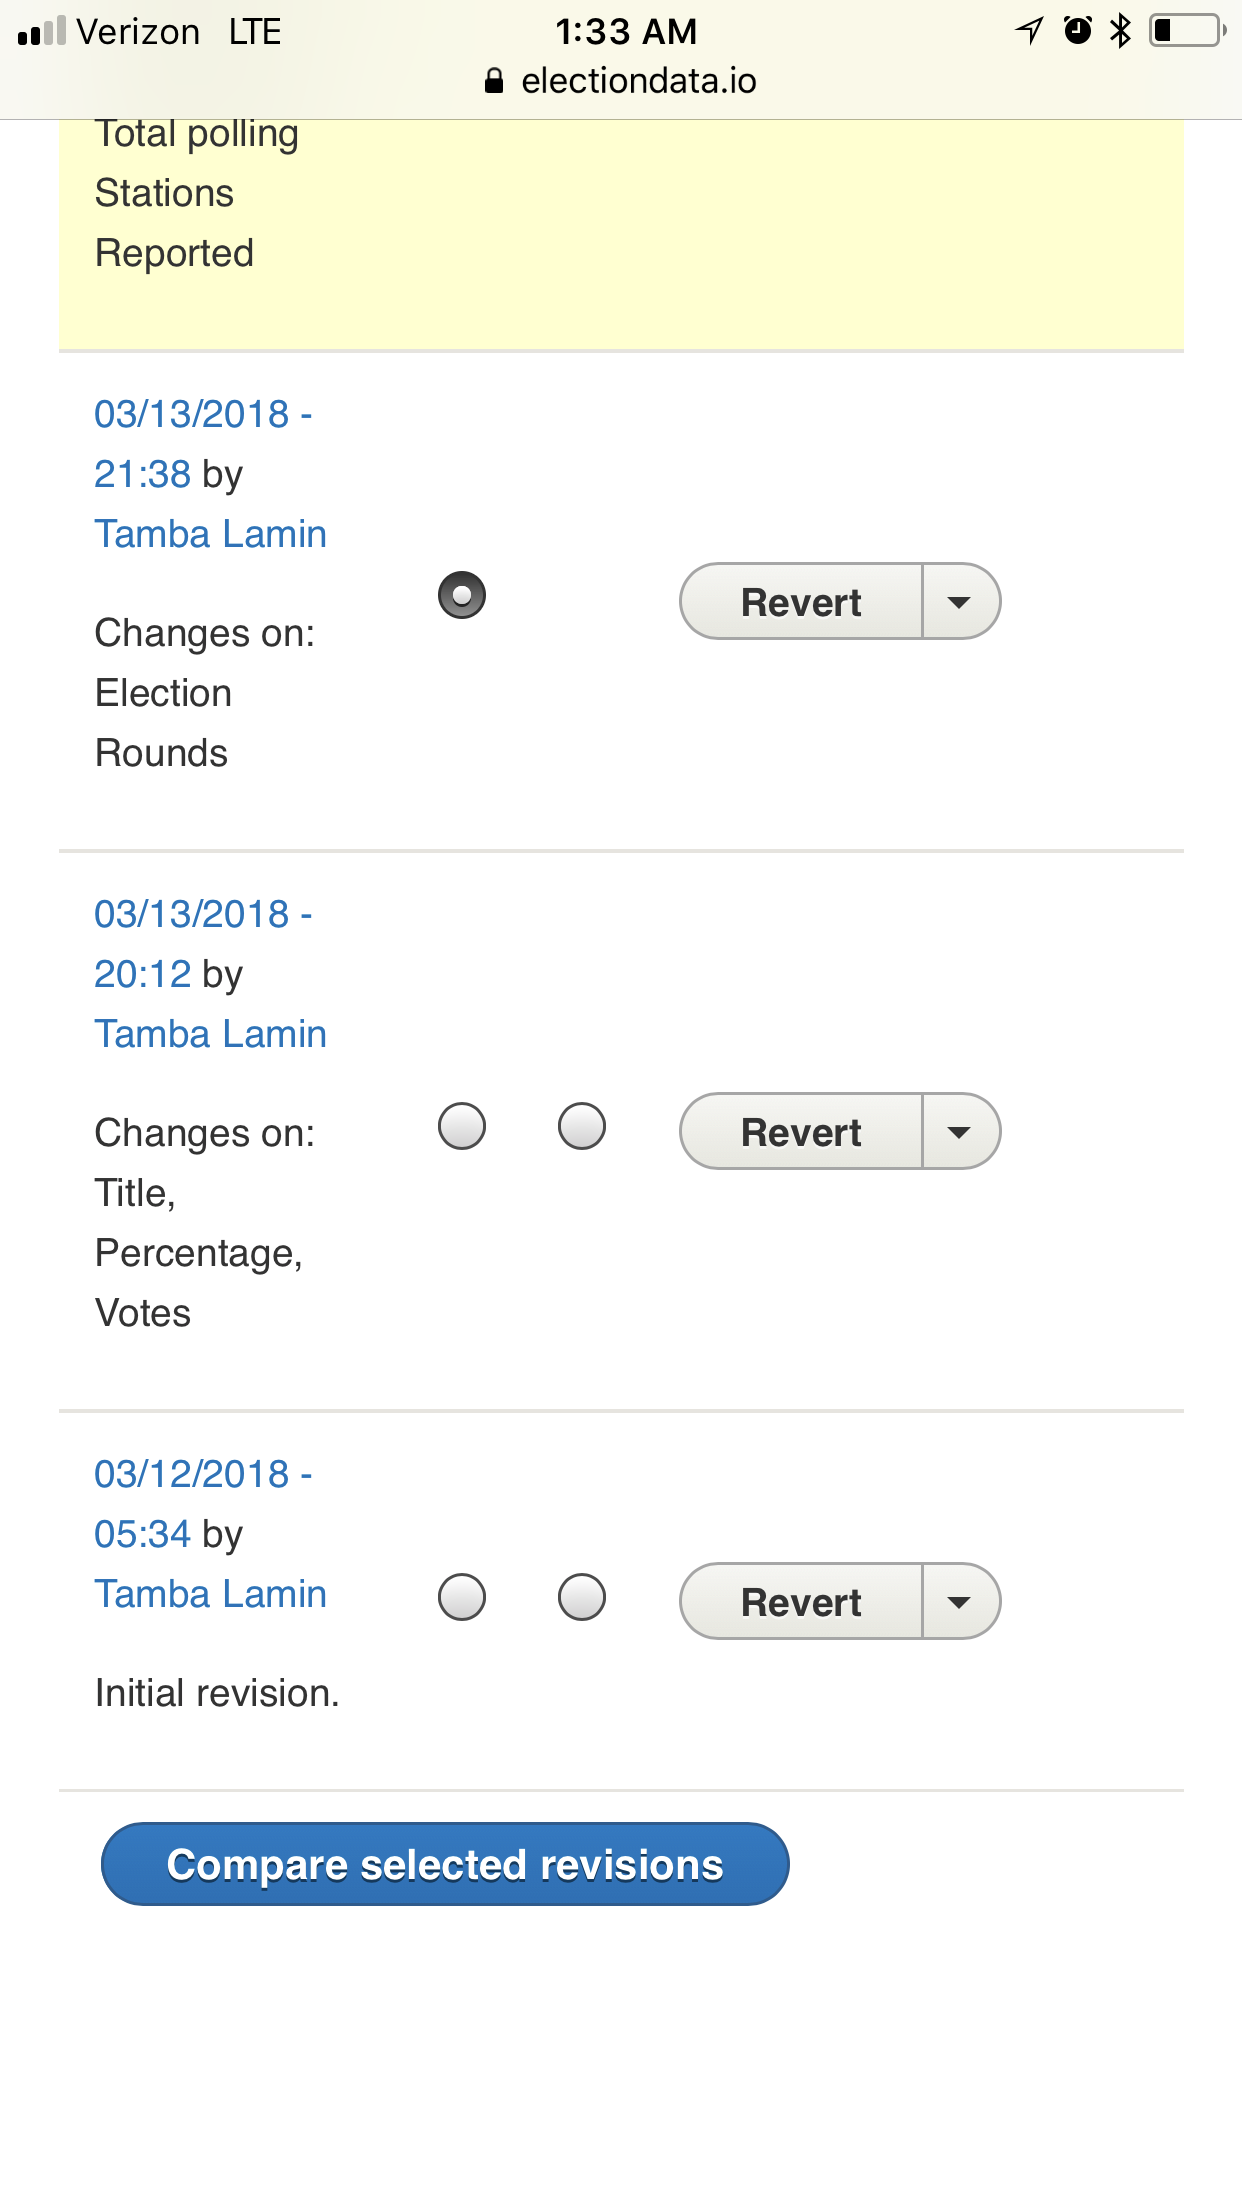 Verizon LTE 1:33 AM
electiondata.io
Total polling
Stations
Reported
03/13/2018 -
21:38 by
Tamba Lamin
Revert
Changes on:
Election
Rounds
03/13/2018 -
20:12 by
Tamba Lamin
Changes on:
Revert
Title,
Percentage,
Votes
03/12/2018 -
05:34 by
Tamba Lamin
Revert
Initial revision.
Compare selected revisions